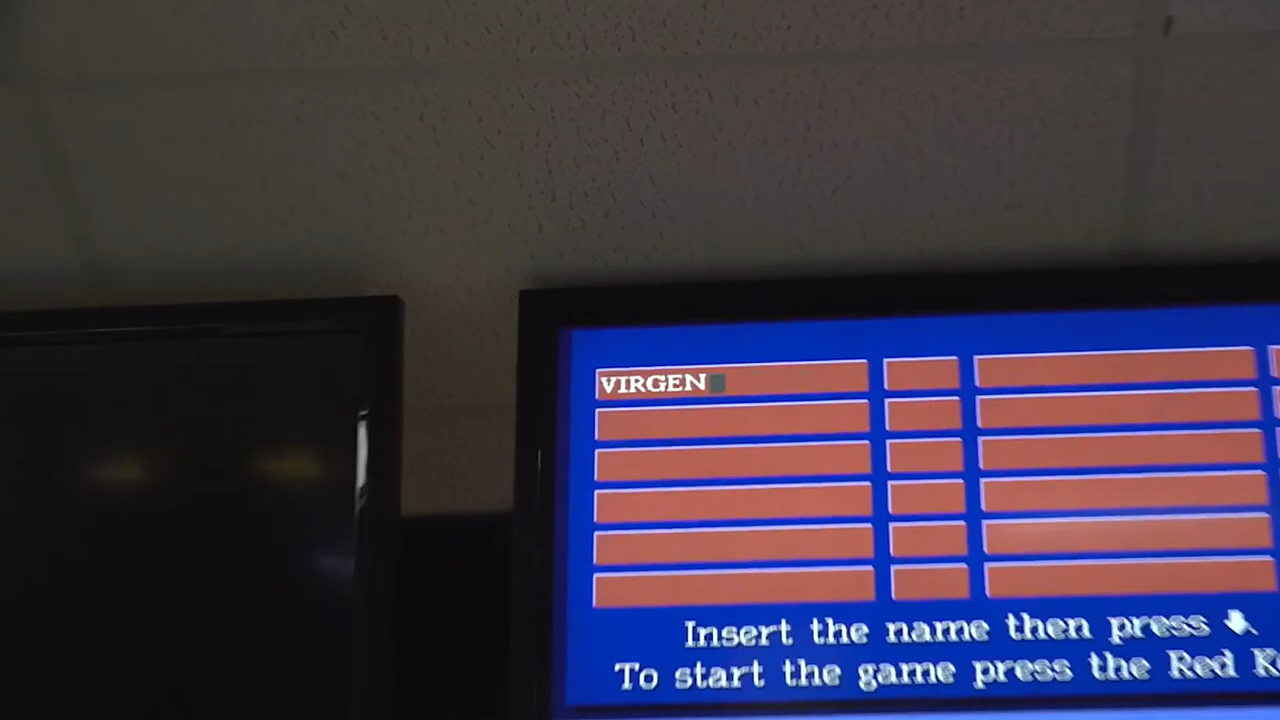 VIRGEN
Insert the name then press
To start the game press the Red